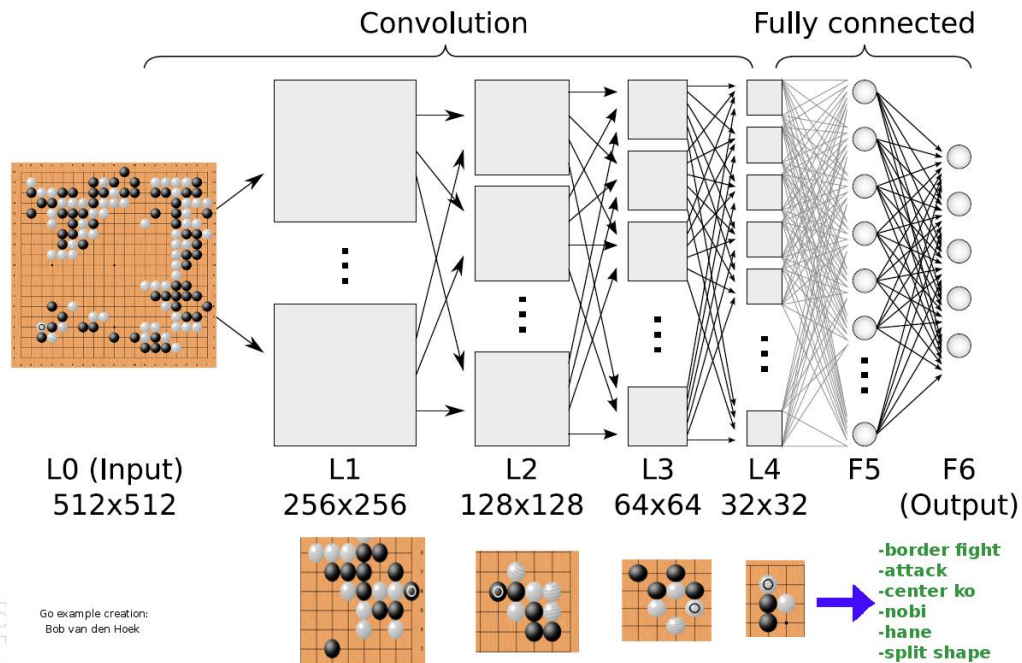 Convolution
Fully connected
L0 (Input)
512x512
L1
256x256
L2
128x128
L3
64x64
L4
32x32
F5
F6
(Output)
Go example creation:
Bob van den Hoek
-border fight
-attack
-center ko
-nobi
-hane
-split shape